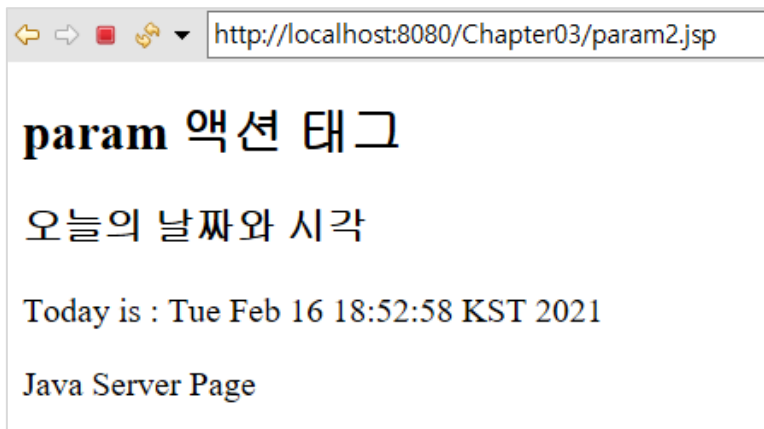 http://localhost:8080/Chapter03/param2.jsp
param 액션 태그
오늘의 날짜와 시각
Today is : Tue Feb 16 18:52:58 KST 2021
Java Server Page